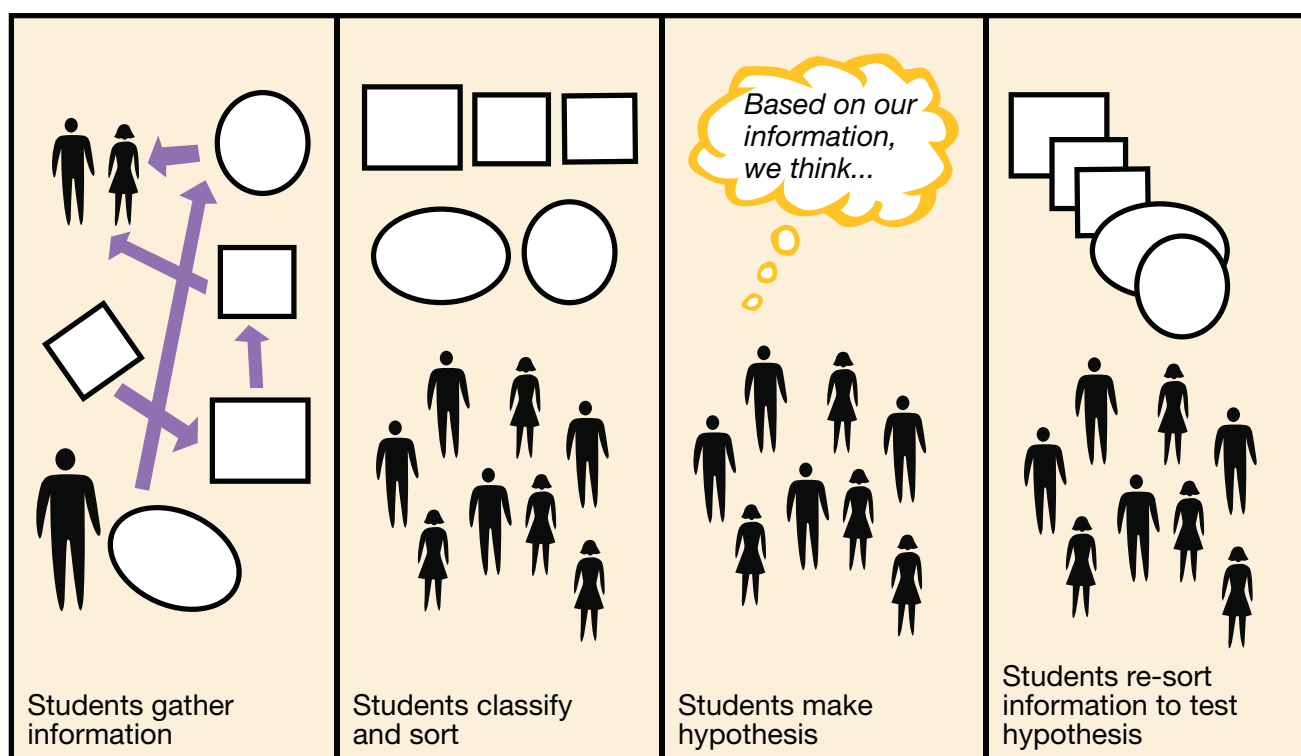 Based on our
information,
we think...
Students gather
information
Students classify
and sort
Students make
hypothesis
Students re-sort
information to test
hypothesis